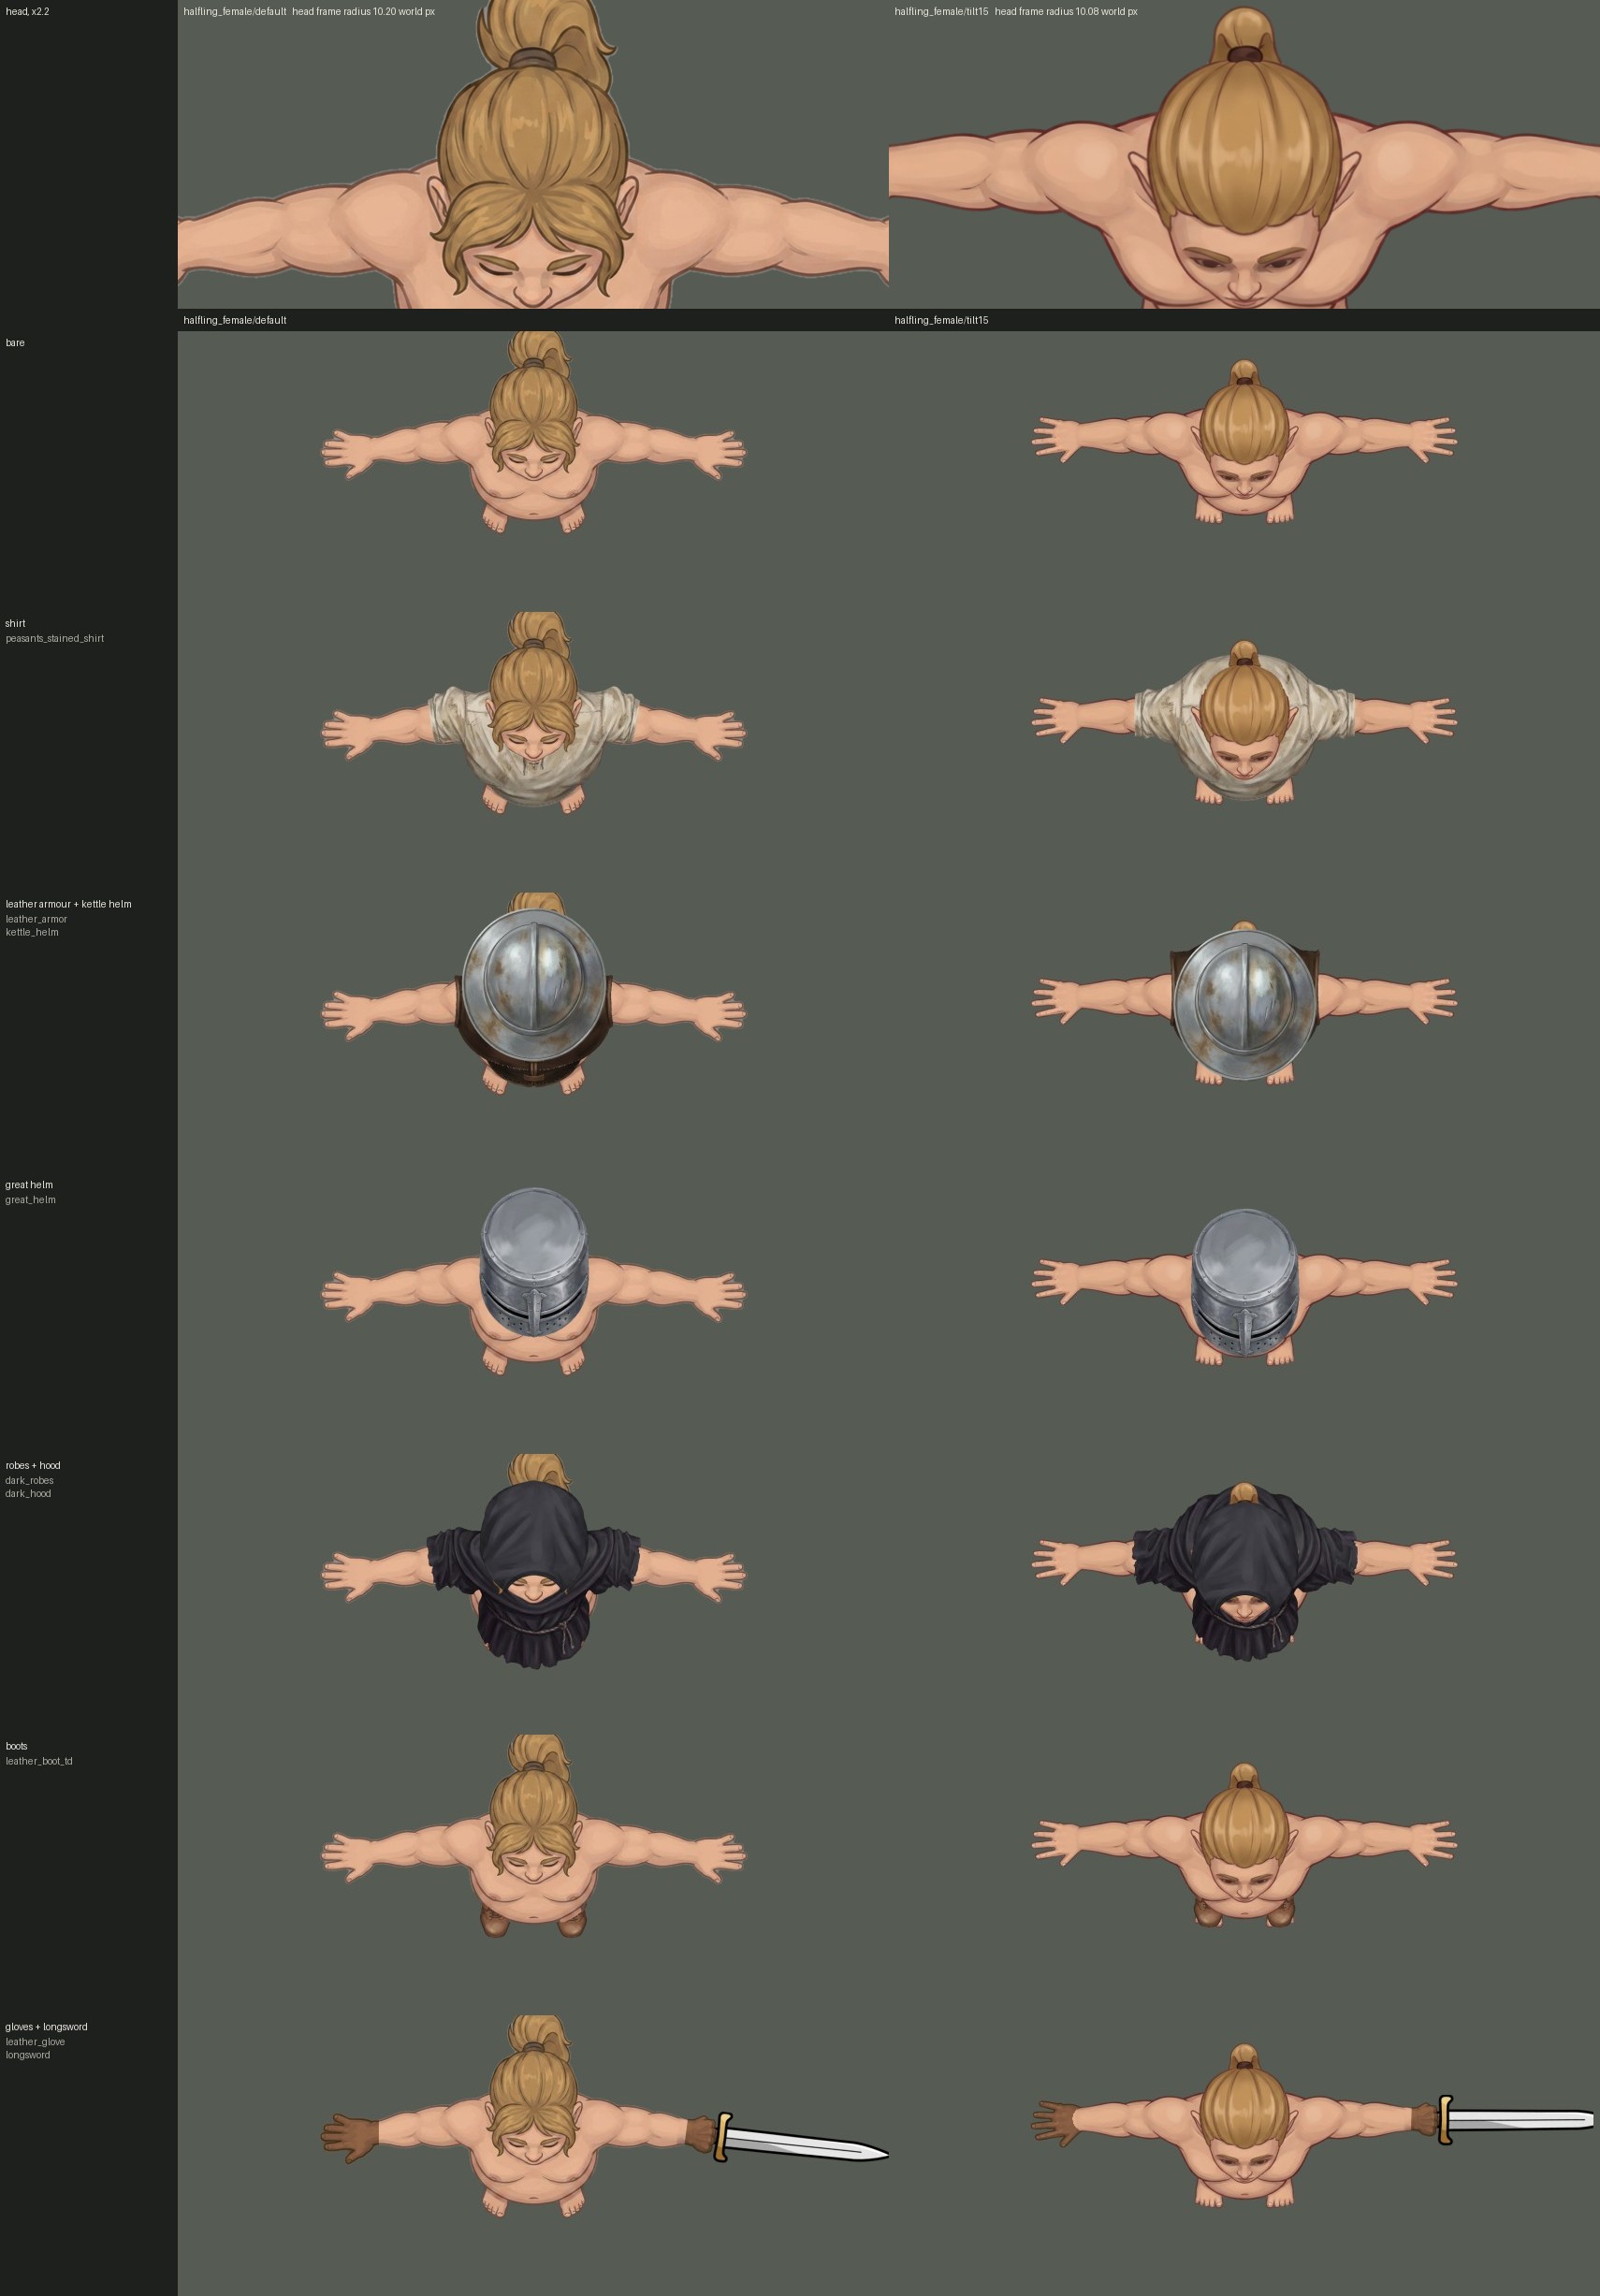 head, x2.2
halfling_female/default head frame radius 10.20 world px
halfling_female/tilt15 head frame radius 10.08 world px
halfling_female/default
halfling_female/tilt15
bare
shirt
peasants_stained_shirt
leather armour + kettle helm
leather_armor
kettle_helm
great helm
great_helm
robes + hood
dark_robes
dark_hood
boots
leather_boot_td
gloves + longsword
leather_glove
longsword